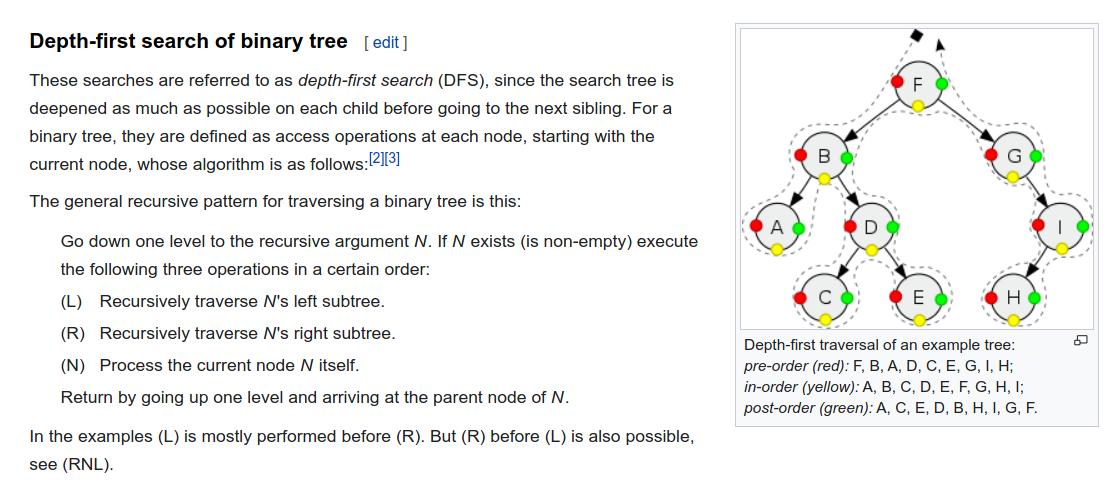 Depth-first search of binary tree [ edit ]
These searches are referred to as depth-first search (DFS), since the search tree is
deepened as much as possible on each child before going to the next sibling. For a
binary tree, they are defined as access operations at each node, starting with the
current node, whose algorithm is as follows:[2][3]
The general recursive pattern for traversing a binary tree is this:
Go down one level to the recursive argument N. If N exists (is non-empty) execute
the following three operations in a certain order:
(L) Recursively traverse N's left subtree.
(R) Recursively traverse N's right subtree.
(N) Process the current node N itself.
Return by going up one level and arriving at the parent node of N.
In the examples (L) is mostly performed before (R). But (R) before (L) is also possible,
see (RNL).
F
B G
A D I
C E H
Depth-first traversal of an example tree:
pre-order (red): F, B, A, D, C, E, G, I, H;
in-order (yellow): A, B, C, D, E, F, G, H, I;
post-order (green): A, C, E, D, B, H, I, G, F.